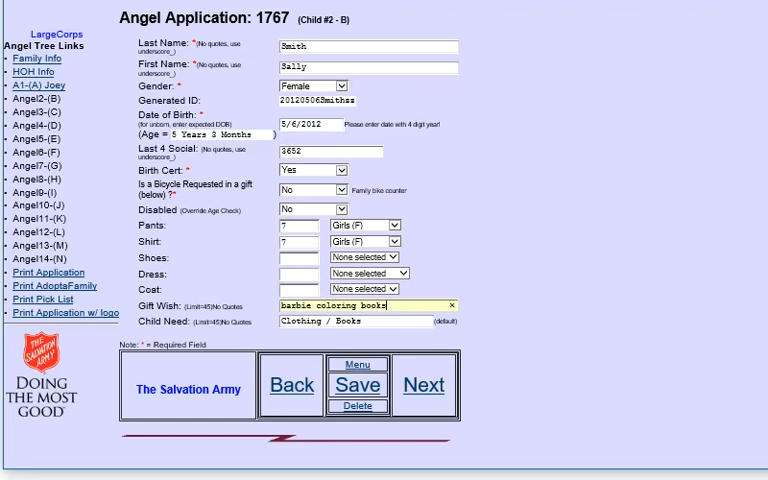 Angel Application: 1767 (Child #2 - B)
LargeCorps
Angel Tree Links
Family Info
HOH Info
A1-(A) Joey
Angel2-(B)
Angel3-(C)
Angel4-(D)
Angel5-(E)
Angel6-(F)
Angel7-(G)
Angel8-(H)
Angel9-(I)
Angel10-(J)
Angel11-(K)
Angel12-(L)
Angel13-(M)
Angel14-(N)
Print Application
Print AdoptaFamily
Print Pick List
Print Application w/ logo
THE SALVATION ARMY
DOING
THE MOST
GOOD
Last Name: *(No quotes, use underscore_) Smith
First Name: *(No quotes, use underscore_) Sally
Gender: * Female
Generated ID: 20120506Smithzz
Date of Birth: *
(for unborn, enter expected DOB) 5/6/2012 Please enter date with 4 digit year!
(Age = 5 Years 3 Months )
Last 4 Social: (No quotes, use underscore_) 3652
Birth Cert: * Yes
Is a Bicycle Requested in a gift (below) ?* No Family bike counter
Disabled (Override Age Check) No
Pants: 7 Girls (F)
Shirt: 7 Girls (F)
Shoes: None selected
Dress: None selected
Coat: None selected
Gift Wish: (Limit=45)No Quotes barbie coloring books ×
Child Need: (Limit=45)No Quotes Clothing / Books (default)
Note: * = Required Field
The Salvation Army
Back
Menu
Save
Delete
Next